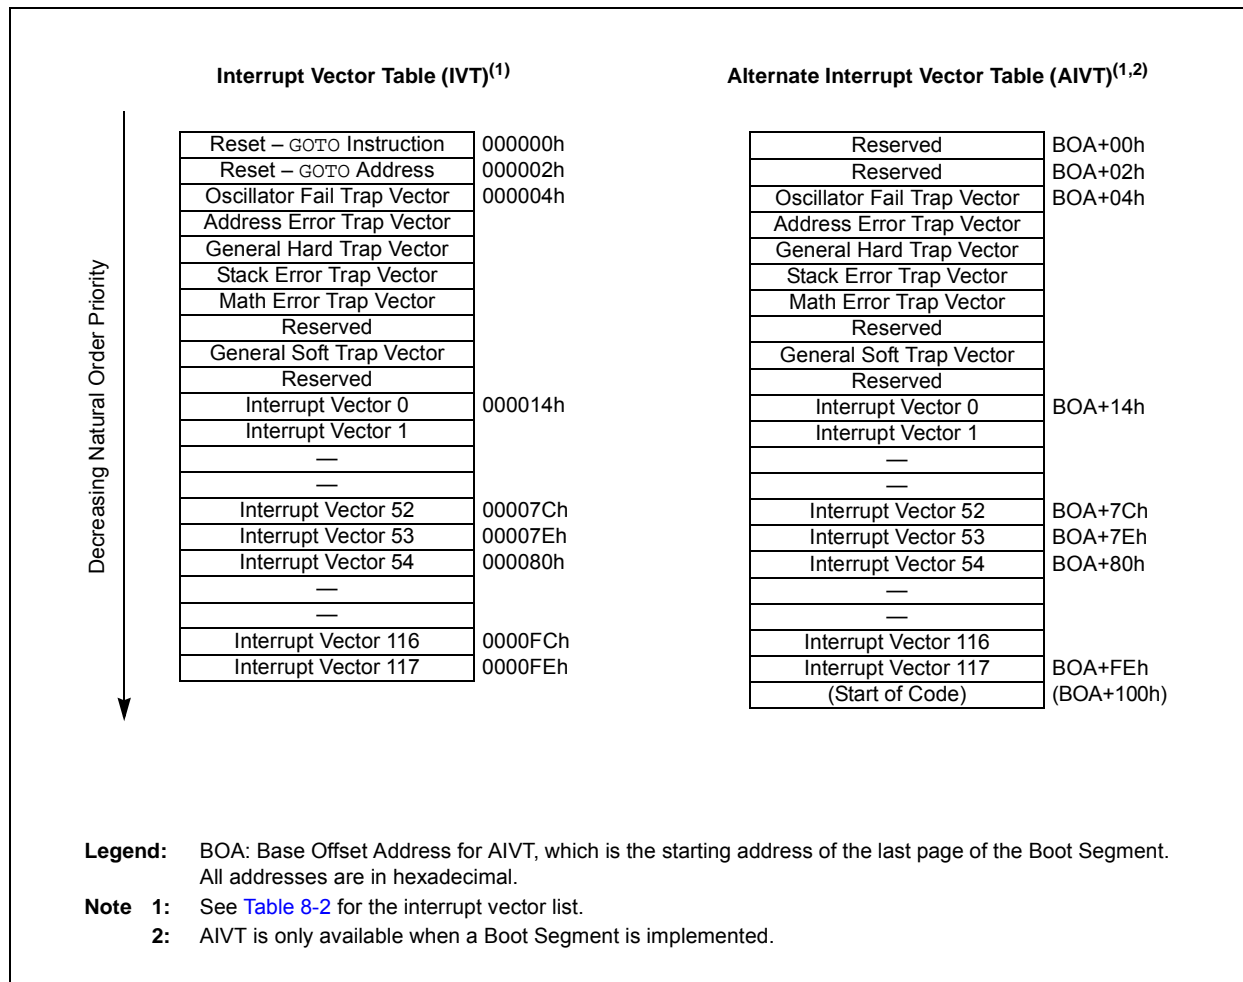 Interrupt Vector Table (IVT)(1)
Decreasing Natural Order Priority
Reset – GOTO Instruction 000000h
Reset – GOTO Address 000002h
Oscillator Fail Trap Vector 000004h
Address Error Trap Vector
General Hard Trap Vector
Stack Error Trap Vector
Math Error Trap Vector
Reserved
General Soft Trap Vector
Reserved
Interrupt Vector 0 000014h
Interrupt Vector 1
—
—
Interrupt Vector 52 00007Ch
Interrupt Vector 53 00007Eh
Interrupt Vector 54 000080h
—
—
Interrupt Vector 116 0000FCh
Interrupt Vector 117 0000FEh
Alternate Interrupt Vector Table (AIVT)(1,2)
Reserved BOA+00h
Reserved BOA+02h
Oscillator Fail Trap Vector BOA+04h
Address Error Trap Vector
General Hard Trap Vector
Stack Error Trap Vector
Math Error Trap Vector
Reserved
General Soft Trap Vector
Reserved
Interrupt Vector 0 BOA+14h
Interrupt Vector 1
—
—
Interrupt Vector 52 BOA+7Ch
Interrupt Vector 53 BOA+7Eh
Interrupt Vector 54 BOA+80h
—
—
Interrupt Vector 116
Interrupt Vector 117 BOA+FEh
(Start of Code) (BOA+100h)
Legend: BOA: Base Offset Address for AIVT, which is the starting address of the last page of the Boot Segment.
All addresses are in hexadecimal.
Note 1: See Table 8-2 for the interrupt vector list.
2: AIVT is only available when a Boot Segment is implemented.